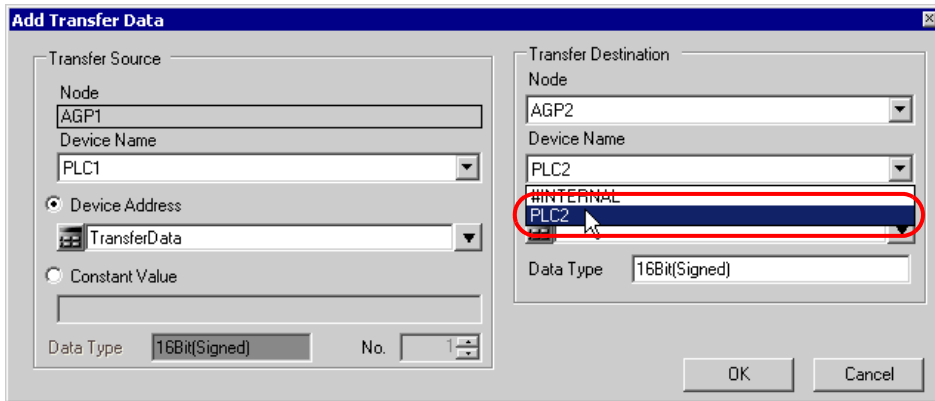 Add Transfer Data
Transfer Source
Node
AGP1
Device Name
PLC1
Device Address
TransferData
Constant Value
Data Type 16Bit(Signed) No. 1
Transfer Destination
Node
AGP2
Device Name
PLC2
#INTERNAL
PLC2
Data Type 16Bit(Signed)
OK Cancel